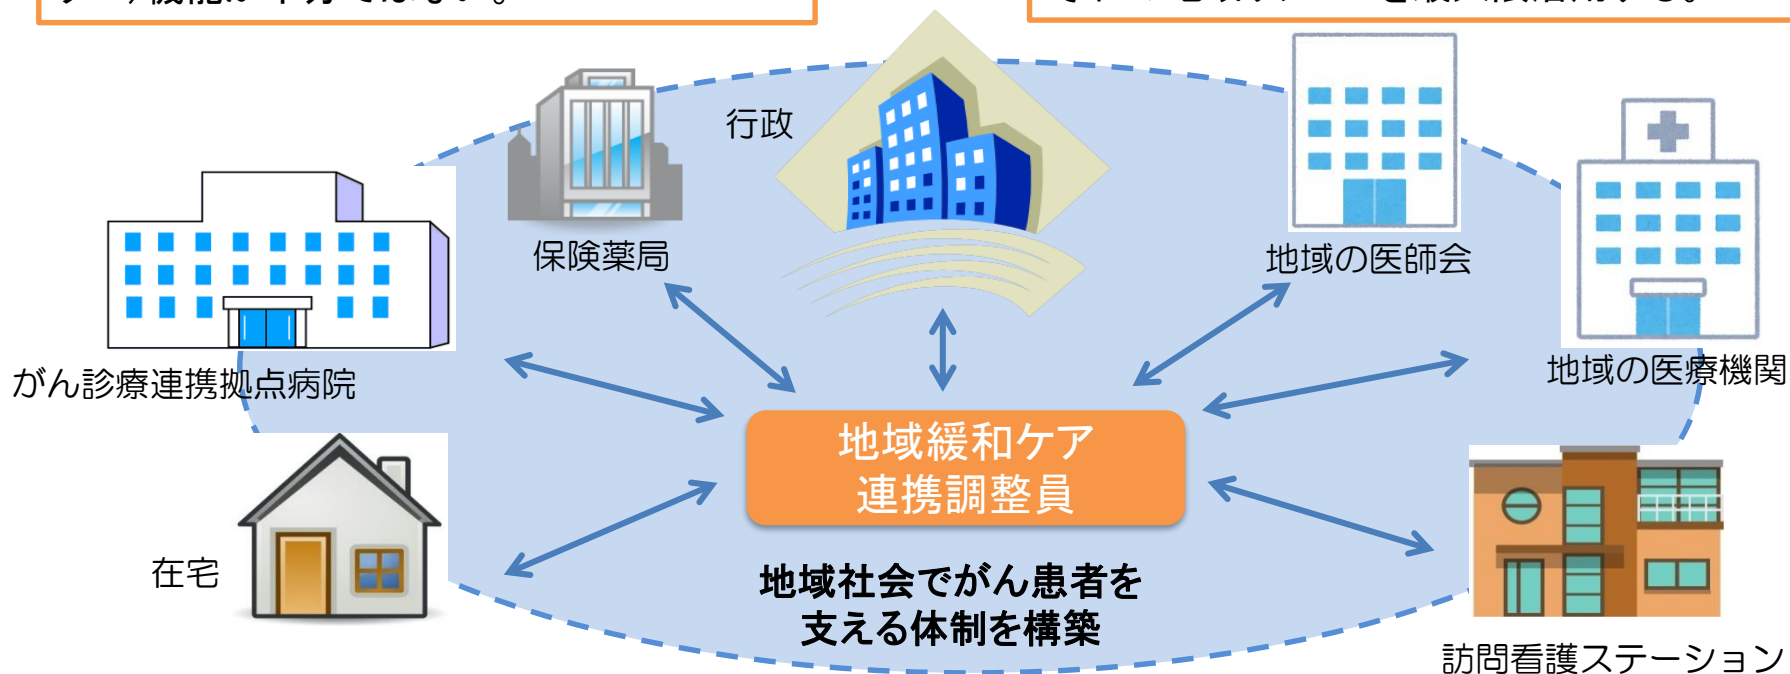 行政
保険薬局
地域の医師会
がん診療連携拠点病院
地域の医療機関
地域緩和ケア
連携調整員
在宅
地域社会でがん患者を
支える体制を構築
訪問看護ステーション